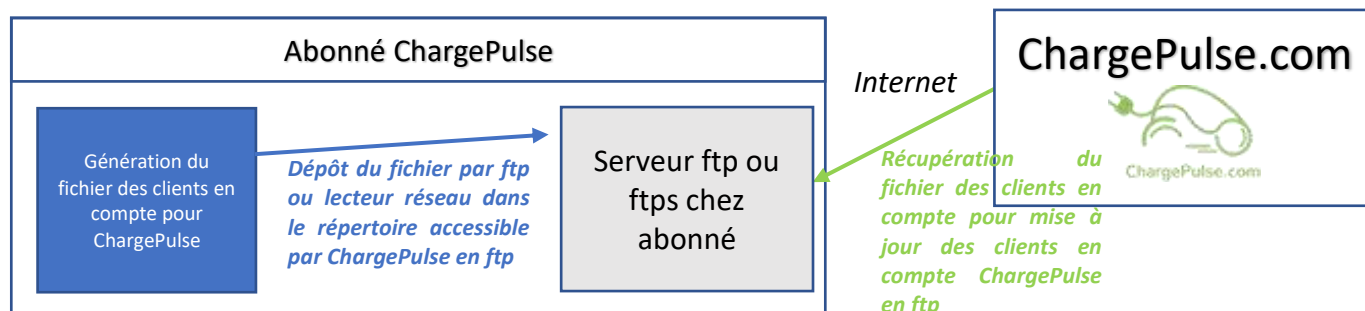 Abonné ChargePulse
Génération du
fichier des clients en
compte pour
ChargePulse
Dépôt du fichier par ftp
ou lecteur réseau dans
le répertoire accessible
par ChargePulse en ftp
Serveur ftp ou
ftps chez
abonné
Internet
Récupération du
fichier des clients en
compte pour mise à
jour des clients en
compte ChargePulse
en ftp
ChargePulse.com
ChargePulse.com